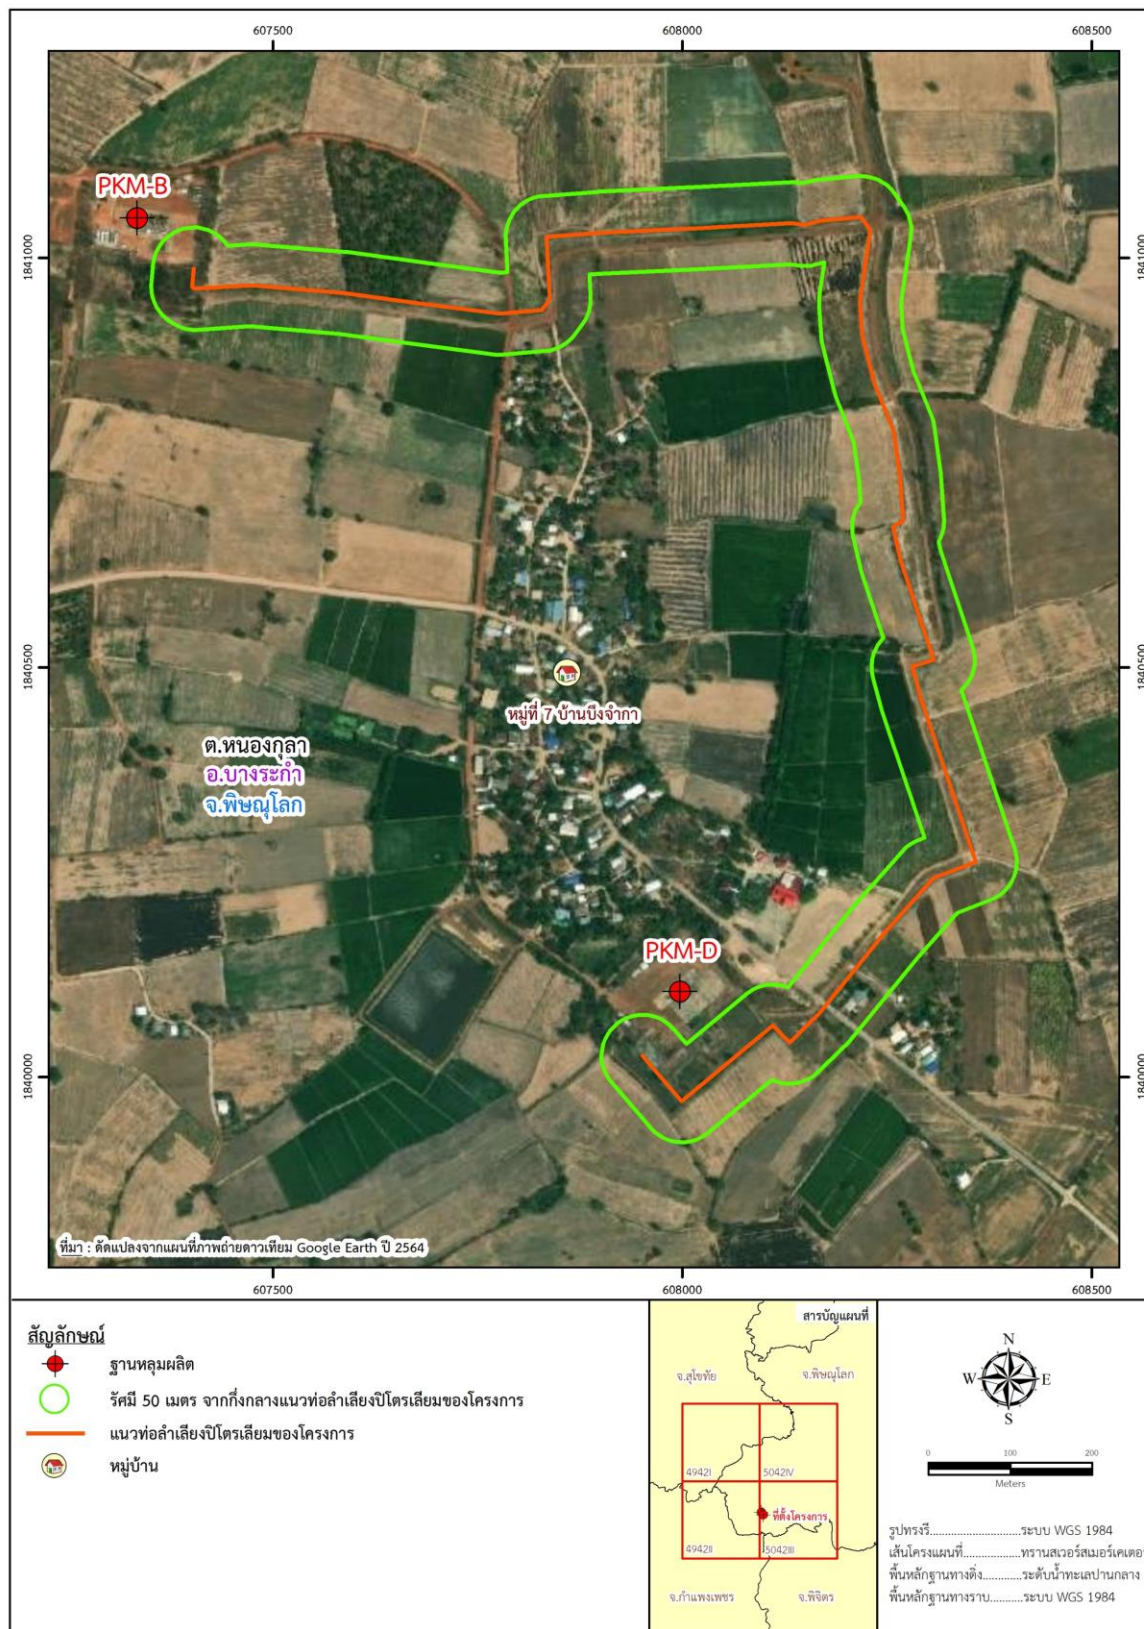 607500
608000
608500
1841000
1841000
PKM-B
1840500
1840500
หมู่ที่ 7 บ้านบึงจำกา
ต.หนองกุลา
อ.บางระกำ
จ.พิษณุโลก
PKM-D
1840000
1840000
ที่มา : ดัดแปลงจากแผนที่ภาพถ่ายดาวเทียม Google Earth ปี 2564
607500
608000
608500
สัญลักษณ์
ฐานหลุมผลิต
รัศมี 50 เมตร จากกึ่งกลางแนวท่อลำเลียงปิโตรเลียมของโครงการ
แนวท่อลำเลียงปิโตรเลียมของโครงการ
หมู่บ้าน
สารบัญแผนที่
จ.สุโขทัย
จ.พิษณุโลก
4942I
5042IV
ที่ตั้งโครงการ
4942II
5042III
จ.กำแพงเพชร
จ.พิจิตร
N
W
E
S
0 100 200
Meters
รูปทรงรี............................ระบบ WGS 1984
เส้นโครงแผนที่.................ทรานสเวอร์สเมอร์เคเตอร
พื้นหลักฐานทางดิ่ง............ระดับน้ำทะเลปานกลาง
พื้นหลักฐานทางราบ..........ระบบ WGS 1984